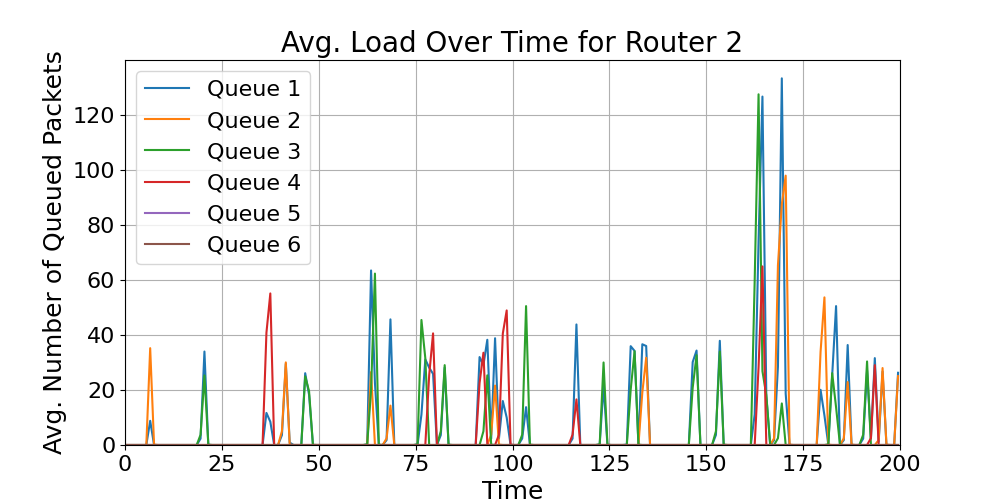 Avg. Load Over Time for Router 2
Avg. Number of Queued Packets
120
100
80
60
40
20
0
Queue 1
Queue 2
Queue 3
Queue 4
Queue 5
Queue 6
0 25 50 75 100 125 150 175 200
Time